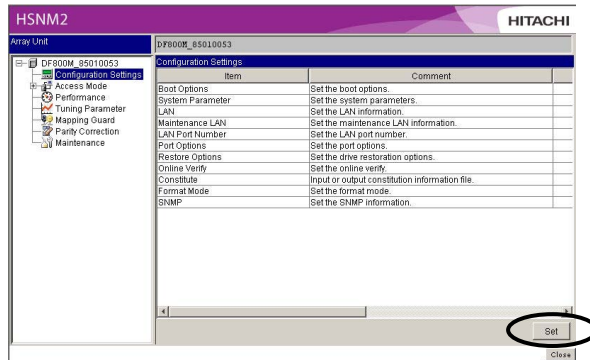 HSNM2 HITACHI
Array Unit
DF800M_85010053
DF800M_85010053
Configuration Settings
Access Mode
Performance
Tuning Parameter
Mapping Guard
Parity Correction
Maintenance
Configuration Settings
Item Comment
Boot Options Set the boot options.
System Parameter Set the system parameters.
LAN Set the LAN information.
Maintenance LAN Set the maintenance LAN information.
LAN Port Number Set the LAN port number.
Port Options Set the port options.
Restore Options Set the drive restoration options.
Online Verify Set the online verify.
Constitute Input or output constitution information file.
Format Mode Set the format mode.
SNMP Set the SNMP information.
Set
Close